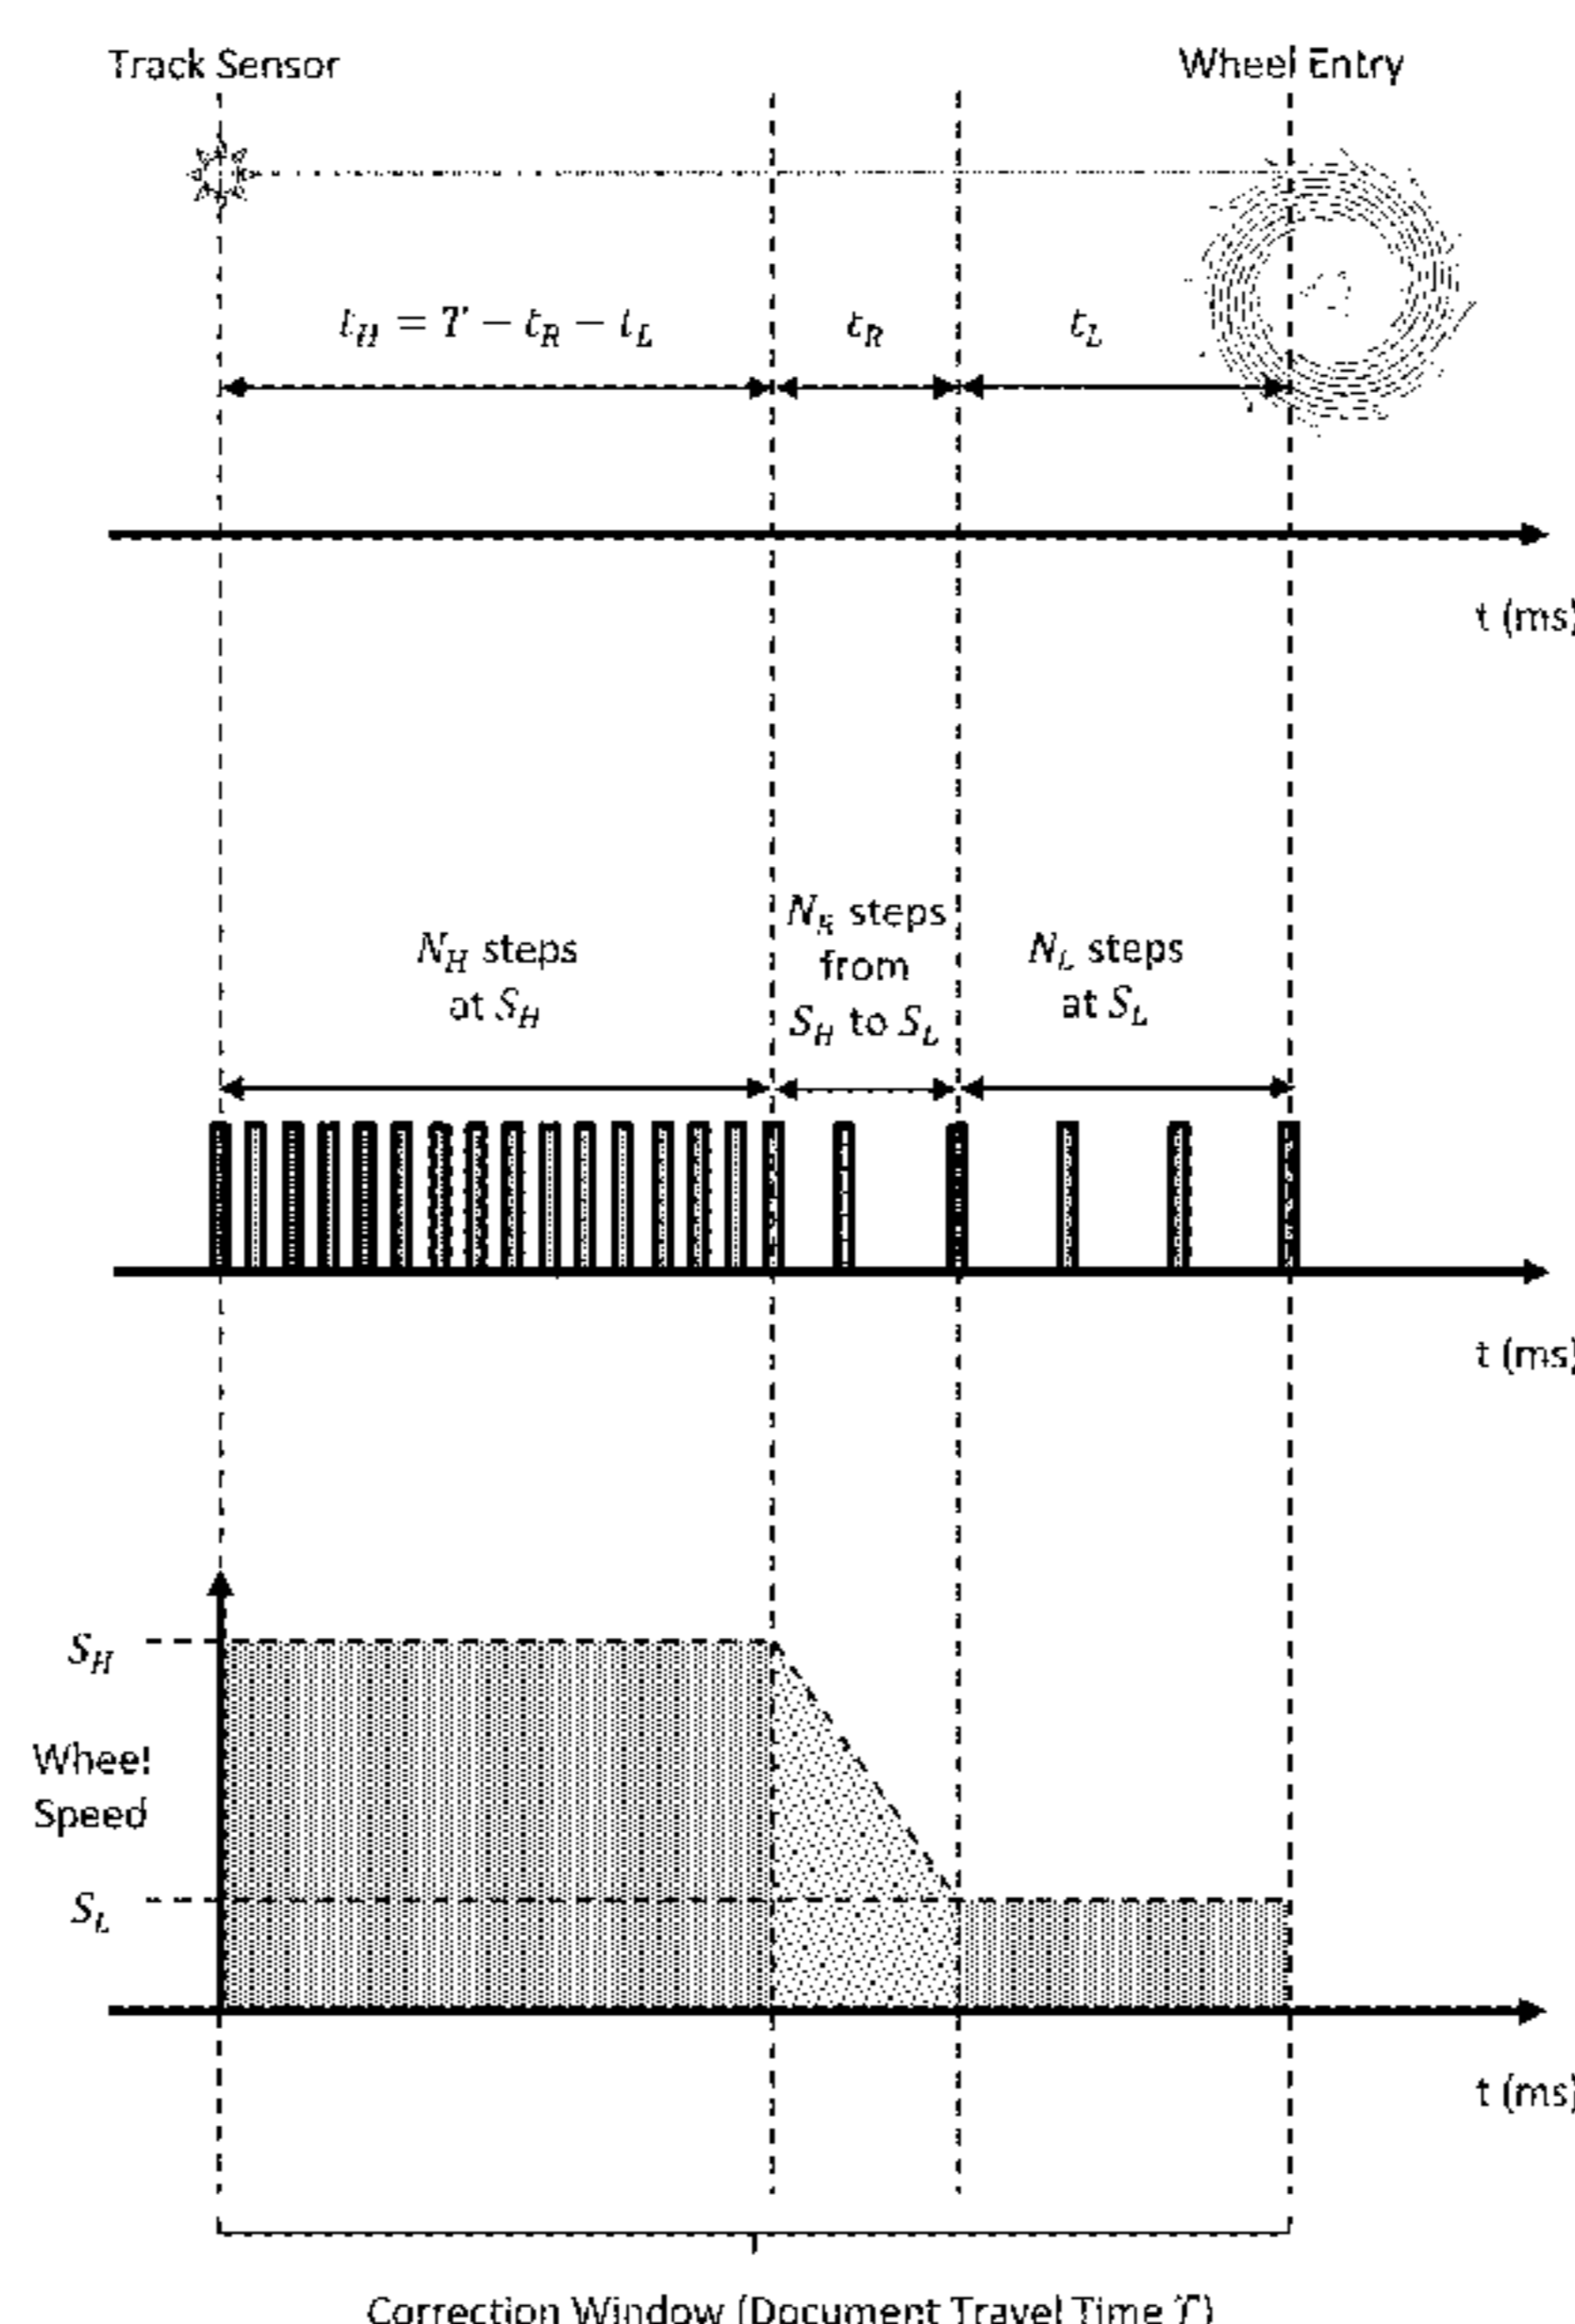 Track Sensor
Wheel Entry
t_H = T − t_R − t_L
t_R
t_L
t (ms)
N_H steps
at S_H
N_R steps
from
S_H to S_L
N_L steps
at S_L
t (ms)
S_H
Wheel
Speed
S_L
t (ms)
Correction Window (Document Travel Time T)